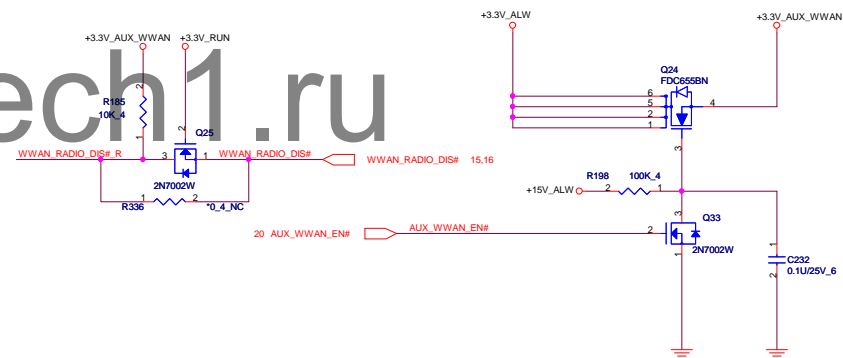 +3.3V_ALW
+3.3V_AUX_WWAN
+3.3V_AUX_WWAN
+3.3V_RUN
ech1.ru
Q24
FDC655BN
6
5
2
1
4
3
2
R185
10K_4
1
2
Q25
WWAN_RADIO_DIS#_R
3
1
WWAN_RADIO_DIS#
WWAN_RADIO_DIS# 15,16
2N7002W
1
2
R336
*0_4_NC
R198
100K_4
+15V_ALW
2
1
20 AUX_WWAN_EN#
AUX_WWAN_EN#
3
Q33
2
2N7002W
1
1
C232
0.1U/25V_6
2